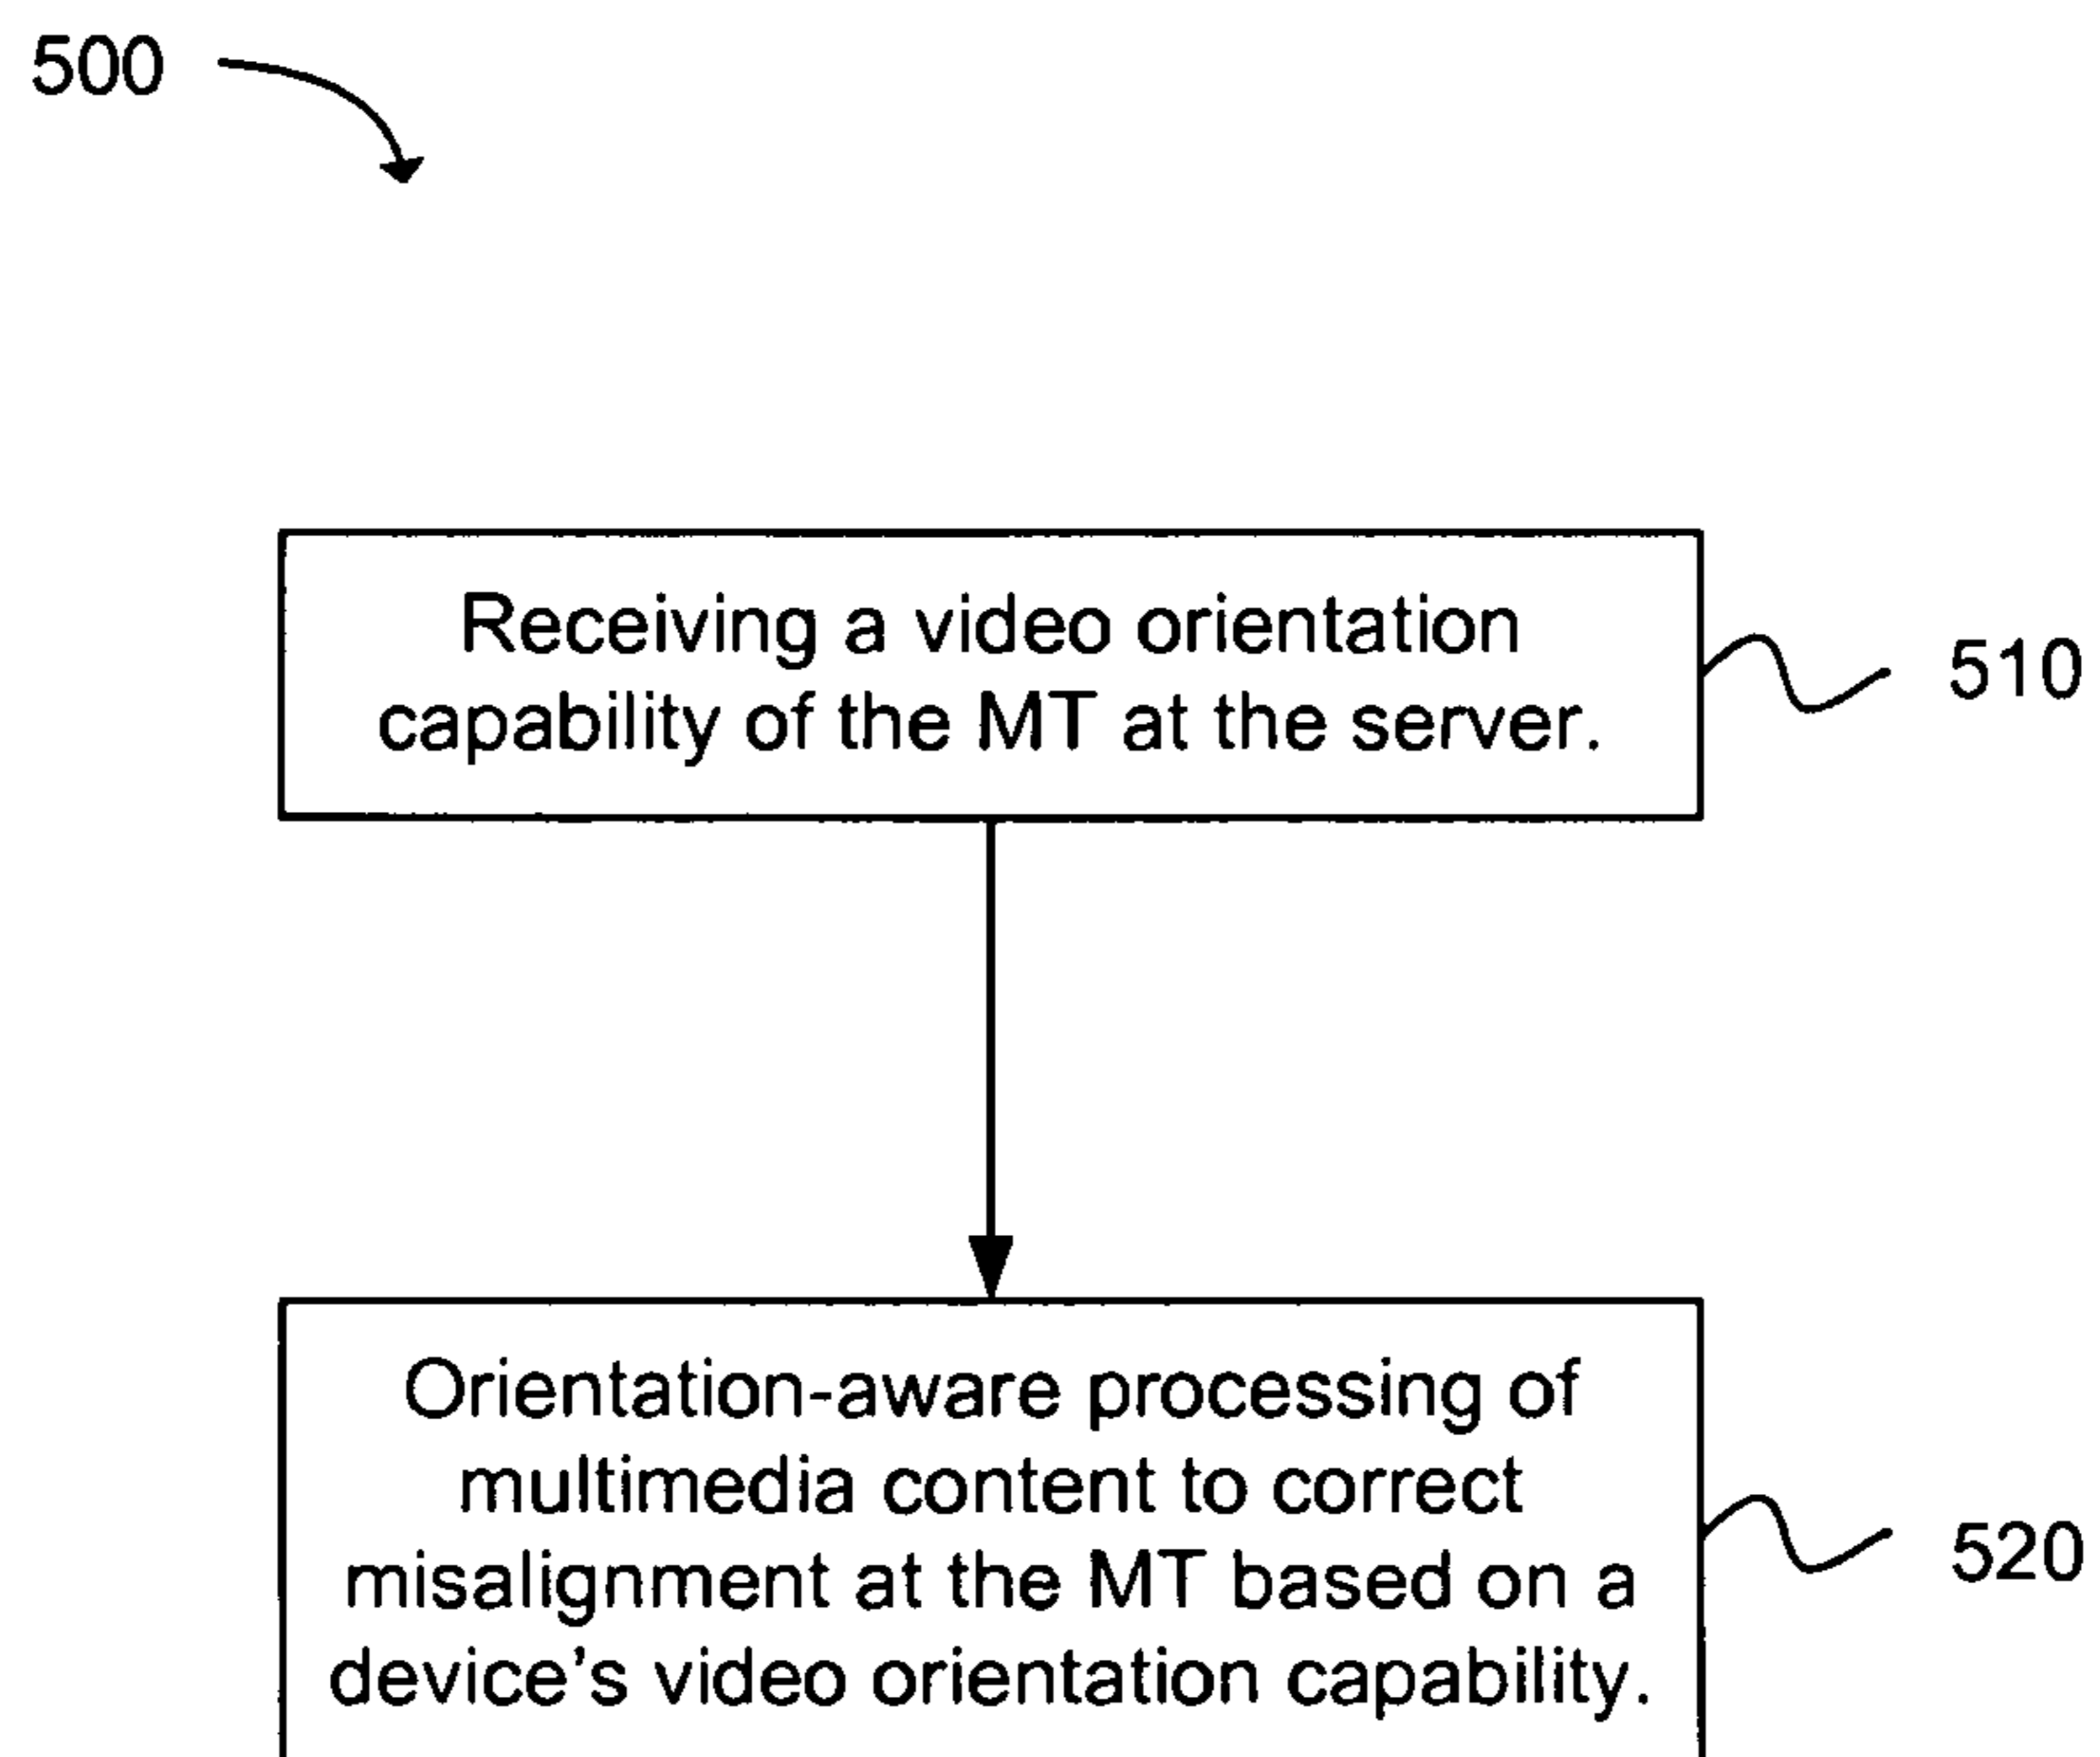 500
Receiving a video orientation
capability of the MT at the server.
510
Orientation-aware processing of
multimedia content to correct
misalignment at the MT based on a
device's video orientation capability.
520